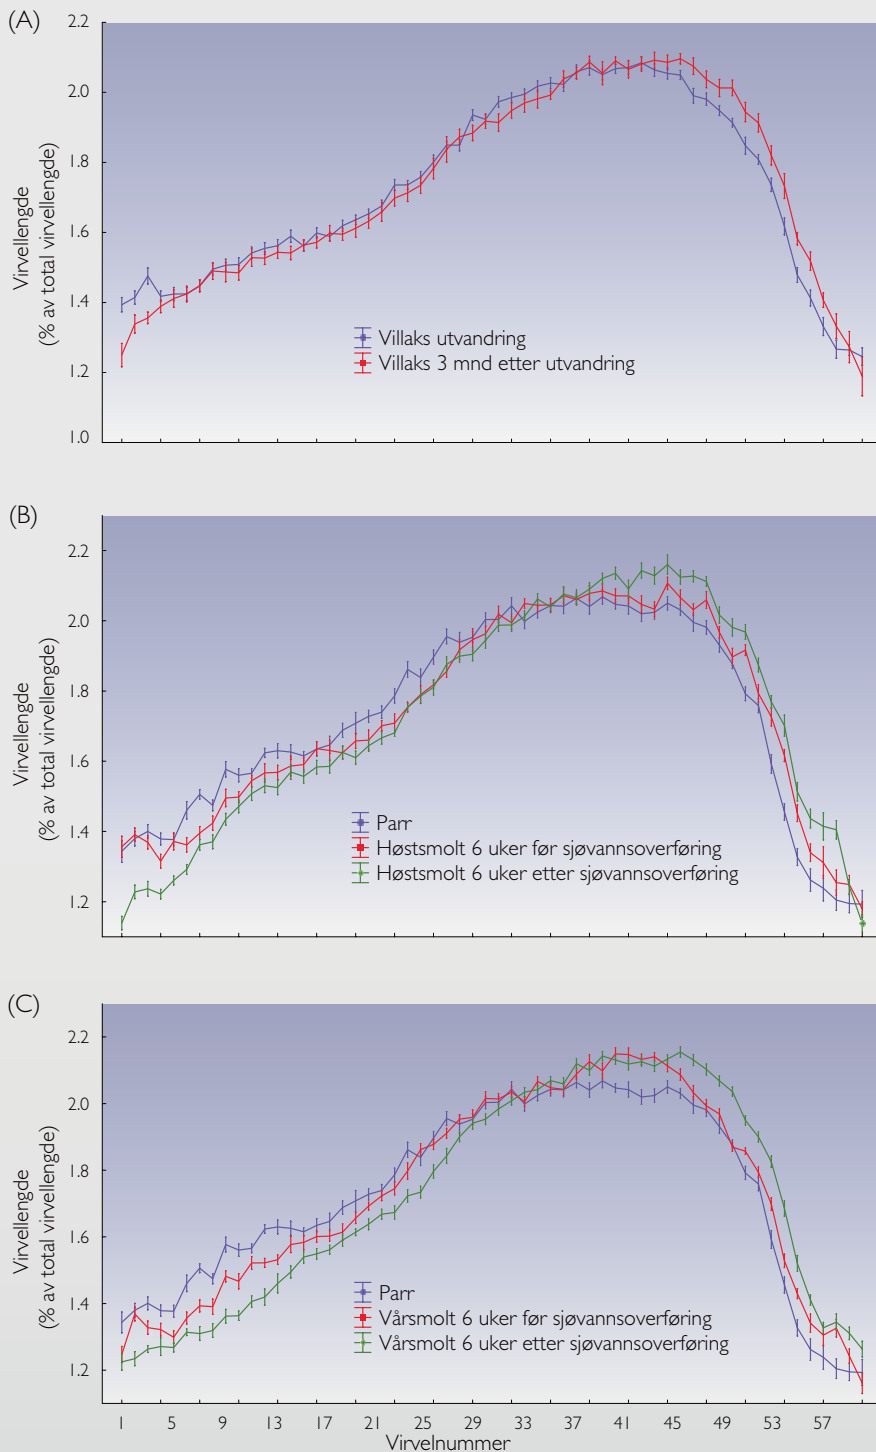 (A)
Virvellengde
(% av total virvellengde)
2.2
2.0
1.8
1.6
1.4
1.2
1.0
Villaks utvandring
Villaks 3 mnd etter utvandring
(B)
Virvellengde
(% av total virvellengde)
2.2
2.0
1.8
1.6
1.4
1.2
Parr
Høstsmolt 6 uker før sjøvannsoverføring
Høstsmolt 6 uker etter sjøvannsoverføring
(C)
Virvellengde
(% av total virvellengde)
2.2
2.0
1.8
1.6
1.4
1.2
Parr
Vårsmolt 6 uker før sjøvannsoverføring
Vårsmolt 6 uker etter sjøvannsoverføring
1 5 9 13 17 21 25 29 33 37 41 45 49 53 57
Virvelnummer